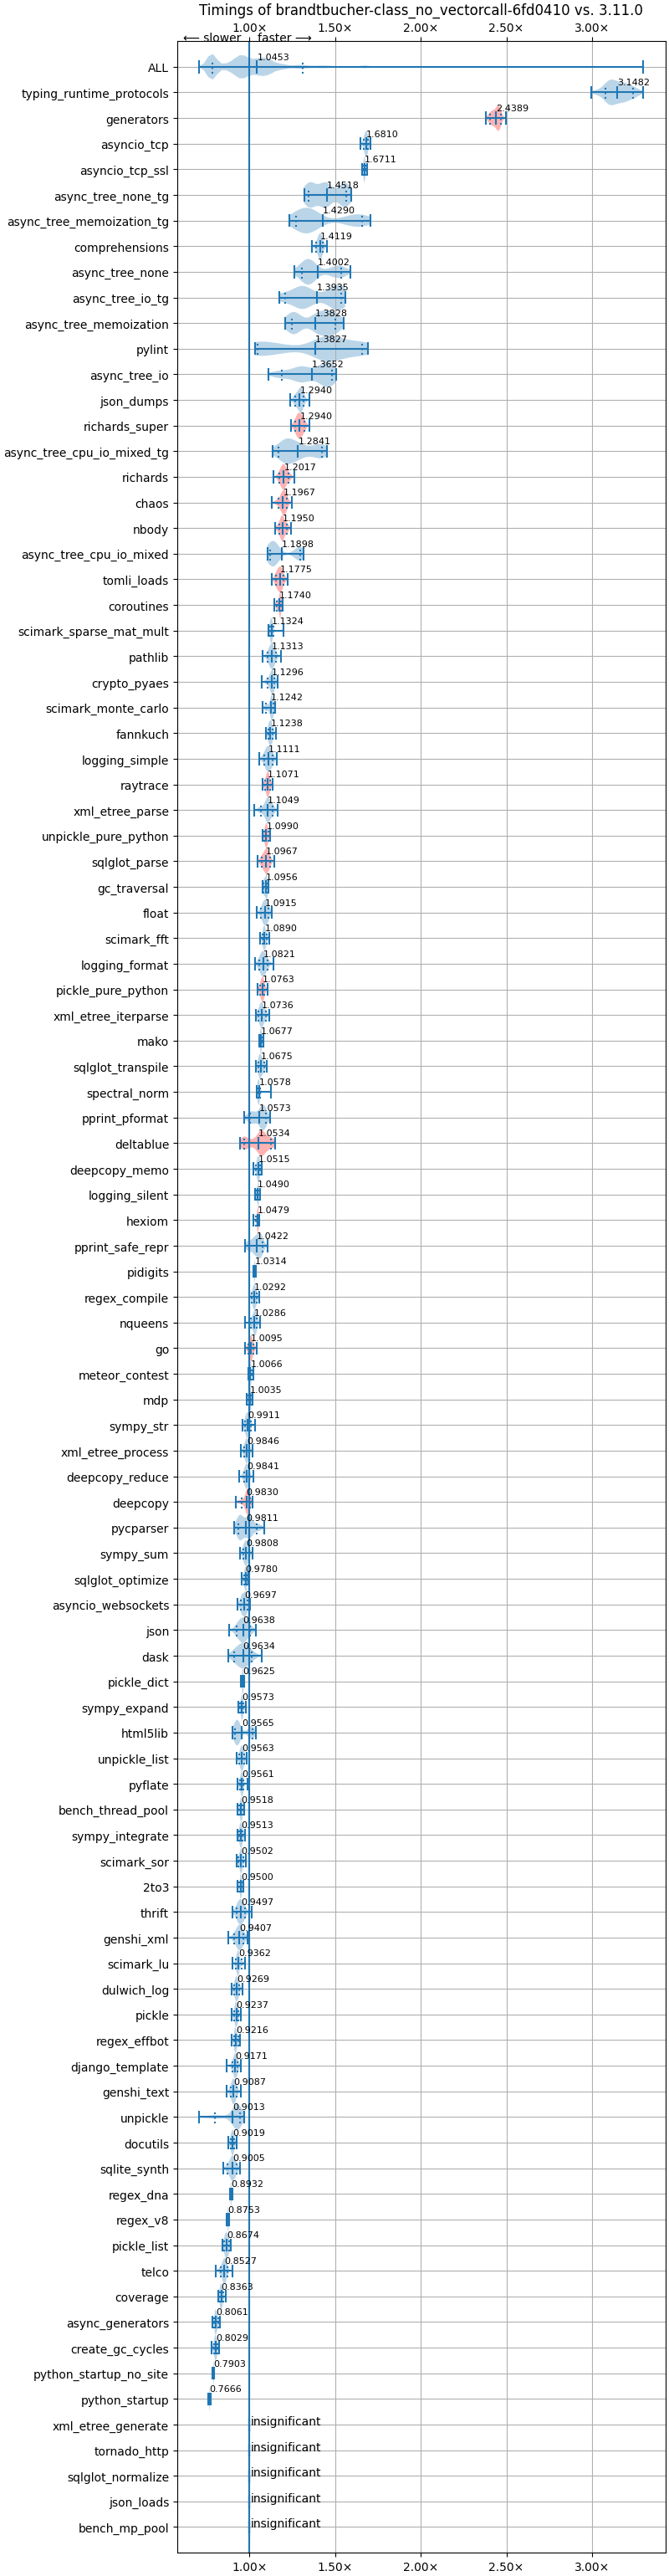 Timings of brandtbucher-class_no_vectorcall-6fd0410 vs. 3.11.0
1.00× 1.50× 2.00× 2.50× 3.00×
⟵ slower faster ⟶
ALL 1.0453
typing_runtime_protocols 3.1482
generators 2.4389
asyncio_tcp 1.6810
asyncio_tcp_ssl 1.6711
async_tree_none_tg 1.4518
async_tree_memoization_tg 1.4290
comprehensions 1.4119
async_tree_none 1.4002
async_tree_io_tg 1.3935
async_tree_memoization 1.3828
pylint 1.3827
async_tree_io 1.3652
json_dumps 1.2940
richards_super 1.2940
async_tree_cpu_io_mixed_tg 1.2841
richards 1.2017
chaos 1.1967
nbody 1.1950
async_tree_cpu_io_mixed 1.1898
tomli_loads 1.1775
coroutines 1.1740
scimark_sparse_mat_mult 1.1324
pathlib 1.1313
crypto_pyaes 1.1296
scimark_monte_carlo 1.1242
fannkuch 1.1238
logging_simple 1.1111
raytrace 1.1071
xml_etree_parse 1.1049
unpickle_pure_python 1.0990
sqlglot_parse 1.0967
gc_traversal 1.0956
float 1.0915
scimark_fft 1.0890
logging_format 1.0821
pickle_pure_python 1.0763
xml_etree_iterparse 1.0736
mako 1.0677
sqlglot_transpile 1.0675
spectral_norm 1.0578
pprint_pformat 1.0573
deltablue 1.0534
deepcopy_memo 1.0515
logging_silent 1.0490
hexiom 1.0479
pprint_safe_repr 1.0422
pidigits 1.0314
regex_compile 1.0292
nqueens 1.0286
go 1.0095
meteor_contest 1.0066
mdp 1.0035
sympy_str 0.9911
xml_etree_process 0.9846
deepcopy_reduce 0.9841
deepcopy 0.9830
pycparser 0.9811
sympy_sum 0.9808
sqlglot_optimize 0.9780
asyncio_websockets 0.9697
json 0.9638
dask 0.9634
pickle_dict 0.9625
sympy_expand 0.9573
html5lib 0.9565
unpickle_list 0.9563
pyflate 0.9561
bench_thread_pool 0.9518
sympy_integrate 0.9513
scimark_sor 0.9502
2to3 0.9500
thrift 0.9497
genshi_xml 0.9407
scimark_lu 0.9362
dulwich_log 0.9269
pickle 0.9237
regex_effbot 0.9216
django_template 0.9171
genshi_text 0.9087
unpickle 0.9013
docutils 0.9019
sqlite_synth 0.9005
regex_dna 0.8932
regex_v8 0.8753
pickle_list 0.8674
telco 0.8527
coverage 0.8363
async_generators 0.8061
create_gc_cycles 0.8029
python_startup_no_site 0.7903
python_startup 0.7666
xml_etree_generate insignificant
tornado_http insignificant
sqlglot_normalize insignificant
json_loads insignificant
bench_mp_pool insignificant
1.00× 1.50× 2.00× 2.50× 3.00×